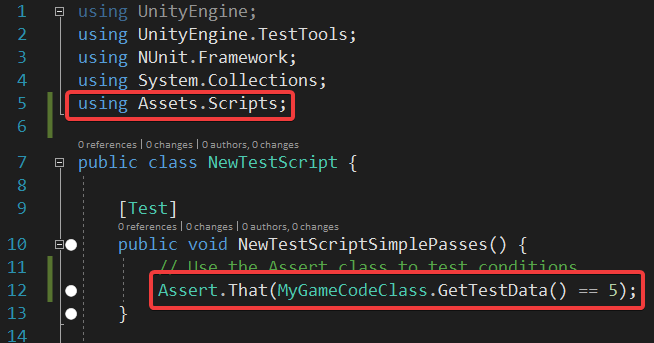 1 using UnityEngine;
2 using UnityEngine.TestTools;
3 using NUnit.Framework;
4 using System.Collections;
5 using Assets.Scripts;
6
0 references | 0 changes | 0 authors, 0 changes
7 public class NewTestScript {
8
9 [Test]
0 references | 0 changes | 0 authors, 0 changes
10 public void NewTestScriptSimplePasses() {
11 // Use the Assert class to test conditions
12 Assert.That(MyGameCodeClass.GetTestData() == 5);
13 }
14